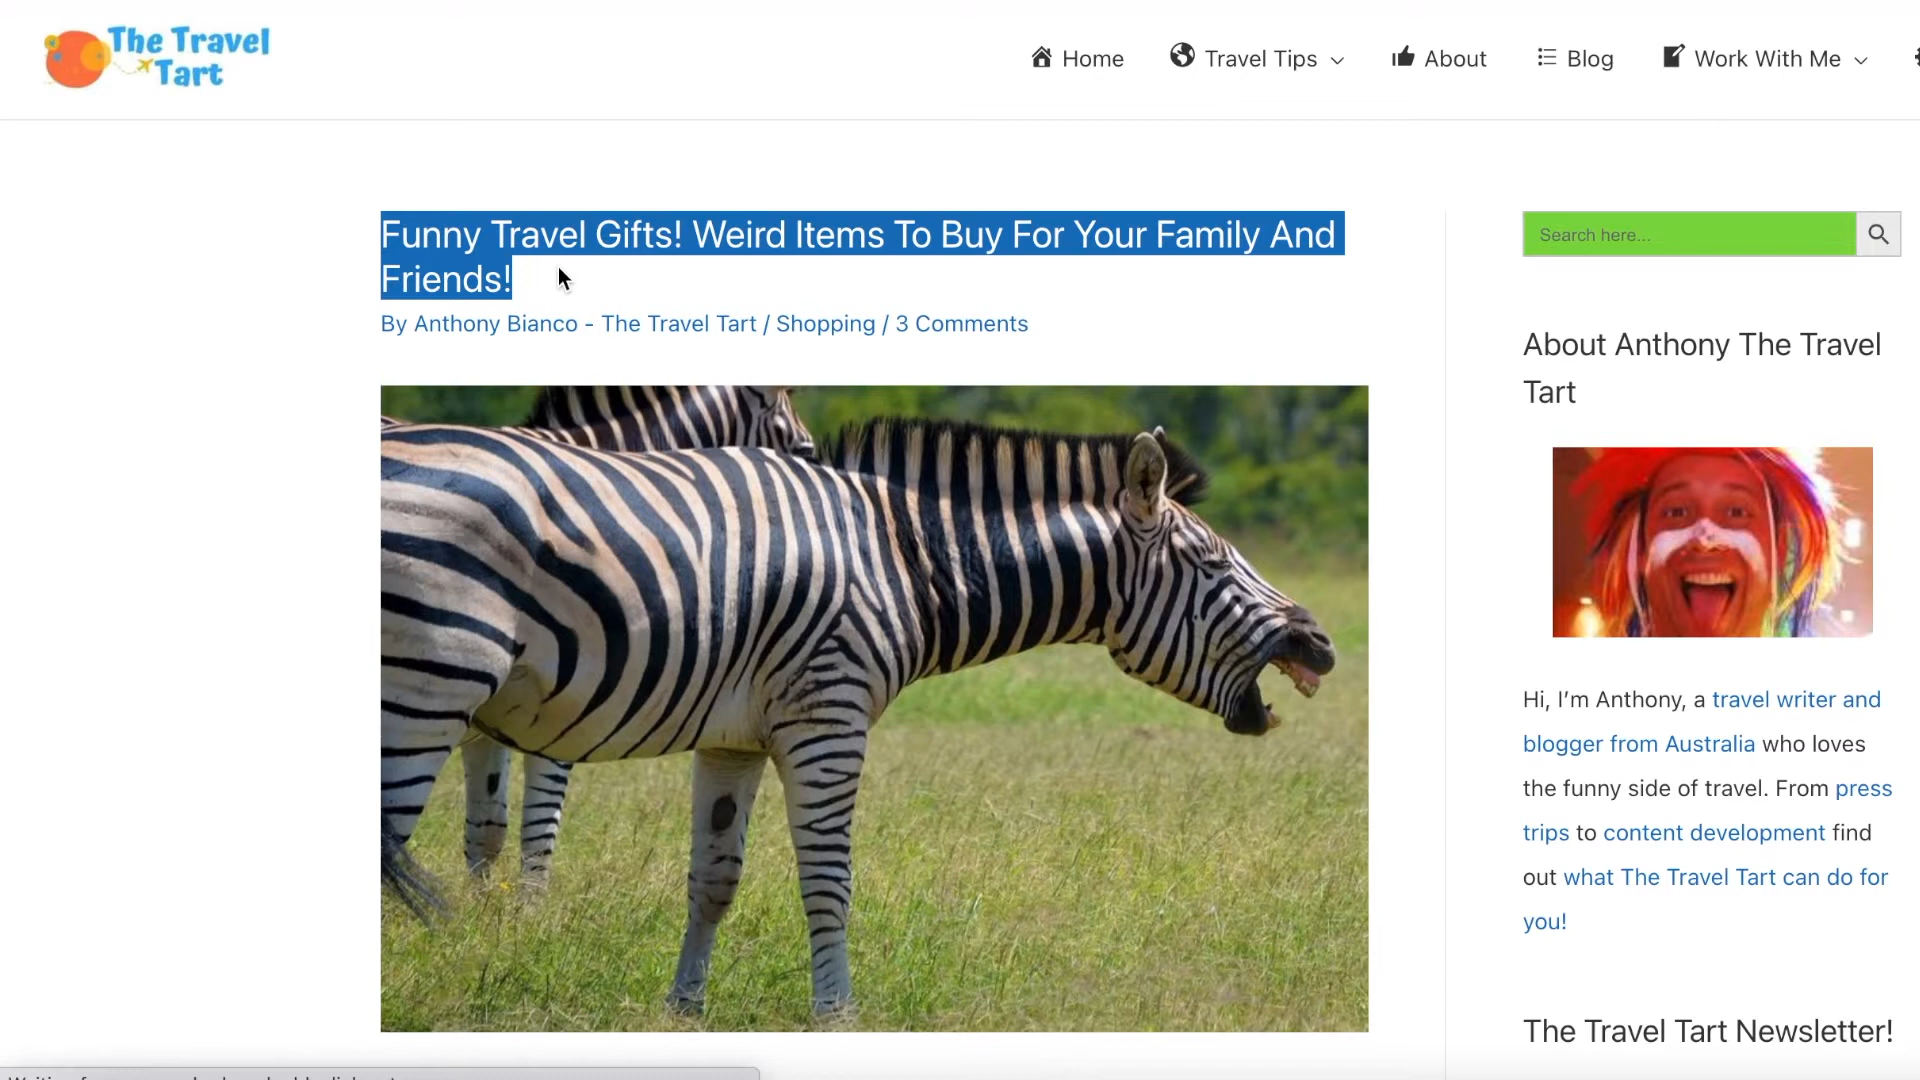 The Travel
Tart
Home
Travel Tips
About
Blog
Work With Me
Funny Travel Gifts! Weird Items To Buy For Your Family And
Friends!
By Anthony Bianco - The Travel Tart / Shopping / 3 Comments
Search here...
About Anthony The Travel
Tart
Hi, I’m Anthony, a travel writer and
blogger from Australia who loves
the funny side of travel. From press
trips to content development find
out what The Travel Tart can do for
you!
The Travel Tart Newsletter!